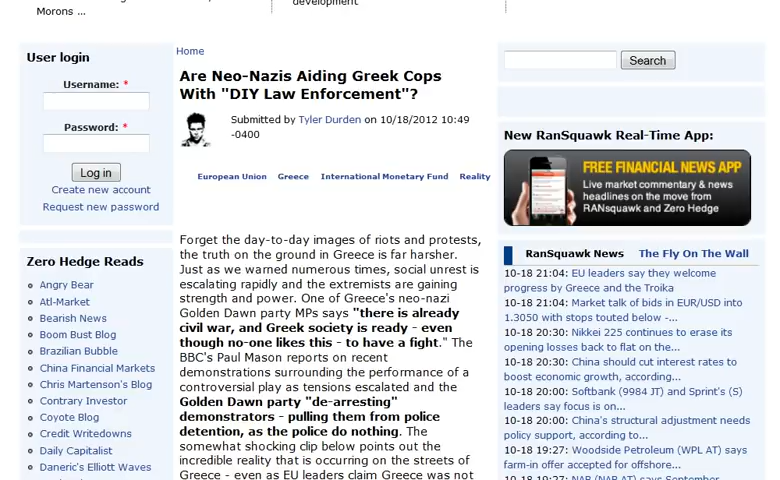 Morons ...
development
User login
Username: *
Password: *
Log in
Create new account
Request new password
Zero Hedge Reads
Angry Bear
Atl-Market
Bearish News
Boom Bust Blog
Brazilian Bubble
China Financial Markets
Chris Martenson's Blog
Contrary Investor
Coyote Blog
Credit Writedowns
Daily Capitalist
Daneric's Elliott Waves
Home
Are Neo-Nazis Aiding Greek Cops
With "DIY Law Enforcement"?
Submitted by Tyler Durden on 10/18/2012 10:49
-0400
European Union Greece International Monetary Fund Reality
Forget the day-to-day images of riots and protests,
the truth on the ground in Greece is far harsher.
Just as we warned numerous times, social unrest is
escalating rapidly and the extremists are gaining
strength and power. One of Greece's neo-nazi
Golden Dawn party MPs says "there is already
civil war, and Greek society is ready - even
though no-one likes this - to have a fight." The
BBC's Paul Mason reports on recent
demonstrations surrounding the performance of a
controversial play as tensions escalated and the
Golden Dawn party "de-arresting"
demonstrators - pulling them from police
detention, as the police do nothing. The
somewhat shocking clip below points out the
incredible reality that is occurring on the streets of
Greece - even as EU leaders claim Greece was not
Search
New RanSquawk Real-Time App:
FREE FINANCIAL NEWS APP
Live market commentary & news
headlines on the move from
RANsquawk and Zero Hedge
RanSquawk News The Fly On The Wall
10-18 21:04: EU leaders say they welcome
progress by Greece and the Troika
10-18 21:04: Market talk of bids in EUR/USD into
1.3050 with stops touted below -...
10-18 20:30: Nikkei 225 continues to erase its
opening losses back to flat on the...
10-18 20:30: China should cut interest rates to
boost economic growth, according...
10-18 20:00: Softbank (9984 JT) and Sprint's (S)
leaders say focus is on...
10-18 20:00: China's structural adjustment needs
policy support, according to...
10-18 19:27: Woodside Petroleum (WPL AT) says
farm-in offer accepted for offshore...
10-18 19:27: NAB (NAB AT) says September